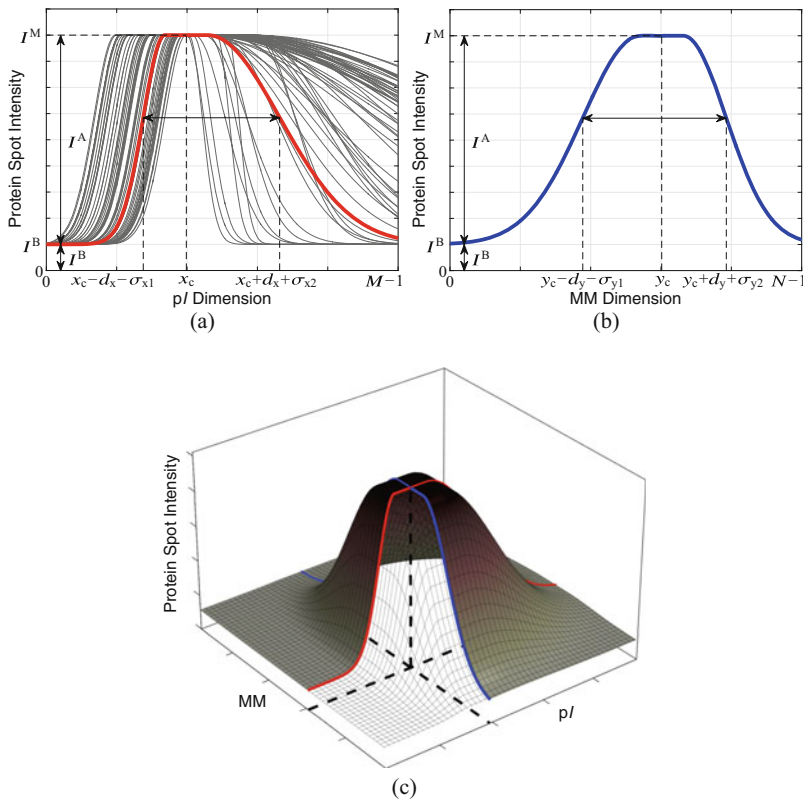 I^M
I^A
I^B
I^B
0
Protein Spot Intensity
0
x_c−d_x−σ_x1
x_c
x_c+d_x+σ_x2
M−1
pI Dimension
(a)
I^M
I^A
I^B
I^B
0
Protein Spot Intensity
0
y_c−d_y−σ_y1
y_c
y_c+d_y+σ_y2
N−1
MM Dimension
(b)
Protein Spot Intensity
MM
pI
(c)